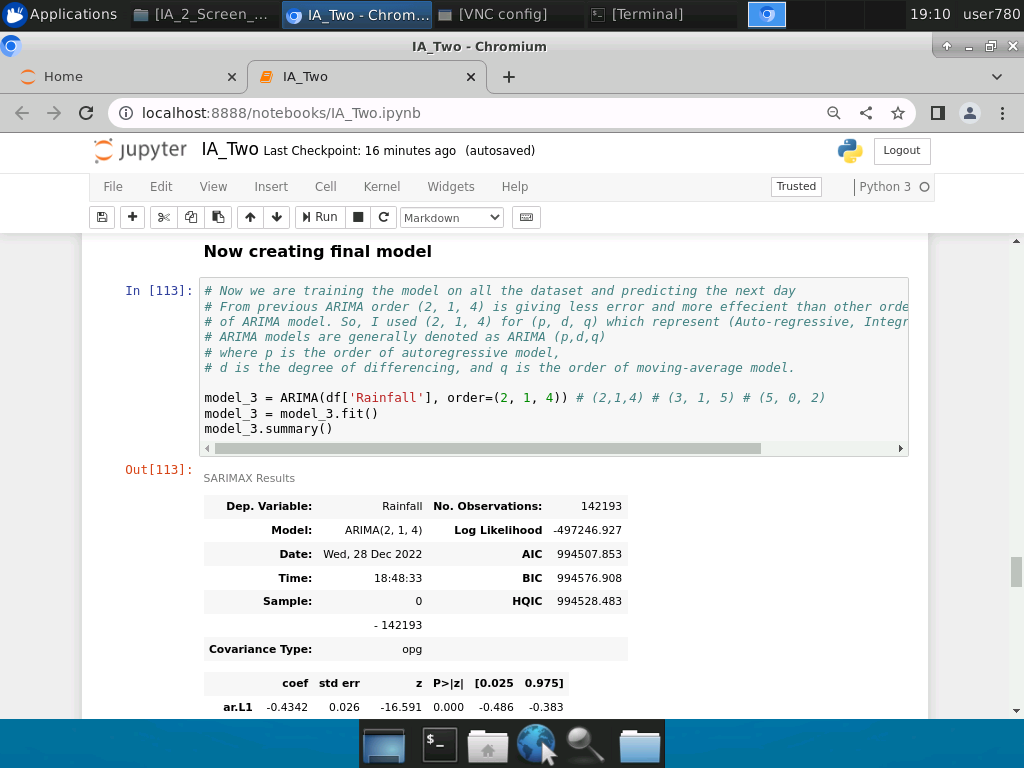 Applications [IA_2_Screen_... IA_Two - Chrom... [VNC config] [Terminal] 19:10 user780
IA_Two - Chromium
Home IA_Two
localhost:8888/notebooks/IA_Two.ipynb
jupyter IA_Two Last Checkpoint: 16 minutes ago (autosaved) Logout
File Edit View Insert Cell Kernel Widgets Help Trusted Python 3
Run Markdown
Now creating final model
In [113]: # Now we are training the model on all the dataset and predicting the next day
# From previous ARIMA order (2, 1, 4) is giving less error and more effecient than other orde
# of ARIMA model. So, I used (2, 1, 4) for (p, d, q) which represent (Auto-regressive, Integr
# ARIMA models are generally denoted as ARIMA (p,d,q)
# where p is the order of autoregressive model,
# d is the degree of differencing, and q is the order of moving-average model.
model_3 = ARIMA(df['Rainfall'], order=(2, 1, 4)) # (2,1,4) # (3, 1, 5) # (5, 0, 2)
model_3 = model_3.fit()
model_3.summary()
Out[113]: SARIMAX Results
Dep. Variable: Rainfall No. Observations: 142193
Model: ARIMA(2, 1, 4) Log Likelihood -497246.927
Date: Wed, 28 Dec 2022 AIC 994507.853
Time: 18:48:33 BIC 994576.908
Sample: 0 HQIC 994528.483
- 142193
Covariance Type: opg
coef std err z P>|z| [0.025 0.975]
ar.L1 -0.4342 0.026 -16.591 0.000 -0.486 -0.383
$_